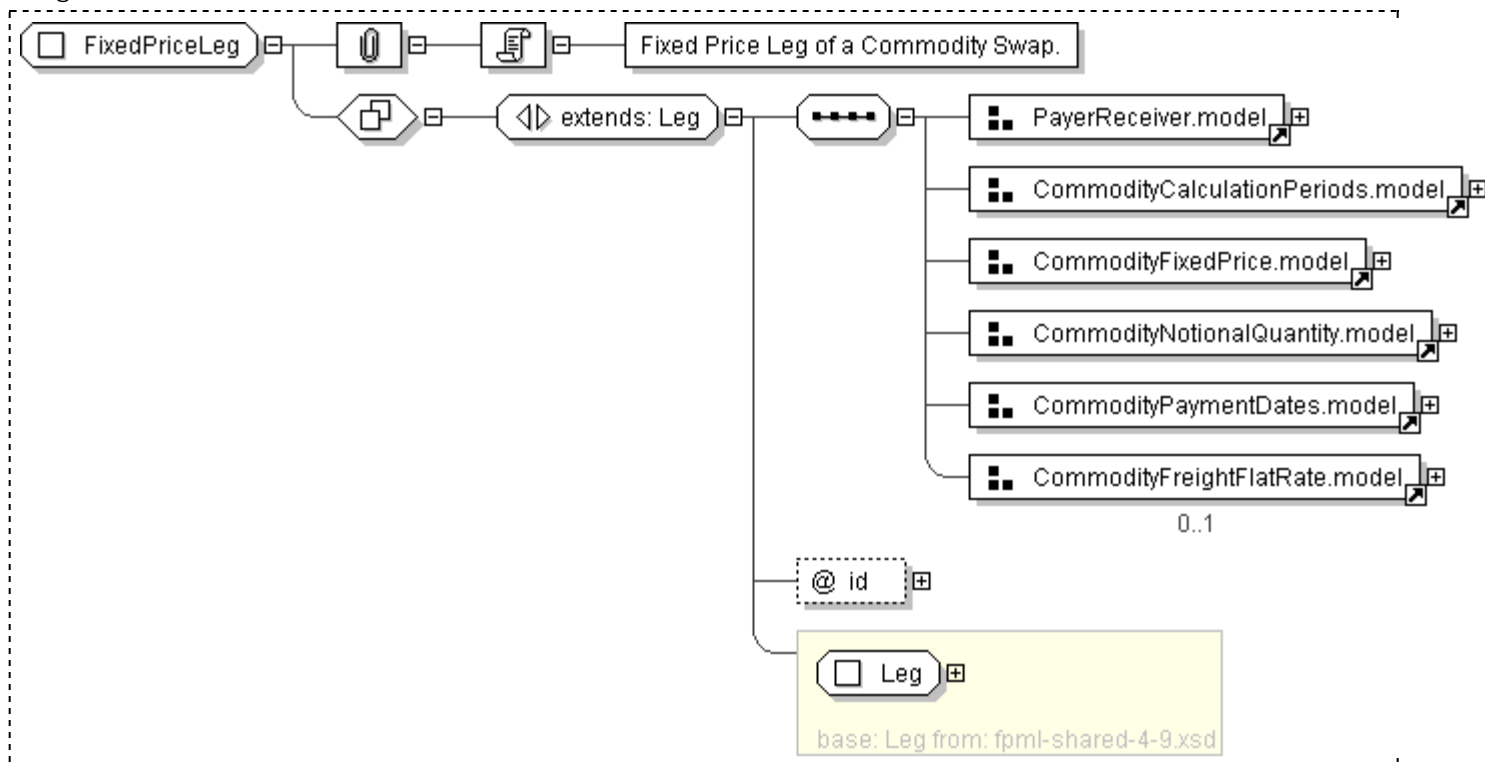 FixedPriceLeg
Fixed Price Leg of a Commodity Swap.
extends: Leg
PayerReceiver.model
CommodityCalculationPeriods.model
CommodityFixedPrice.model
CommodityNotionalQuantity.model
CommodityPaymentDates.model
CommodityFreightFlatRate.model
0..1
@ id
Leg
base: Leg from: fpml-shared-4-9.xsd